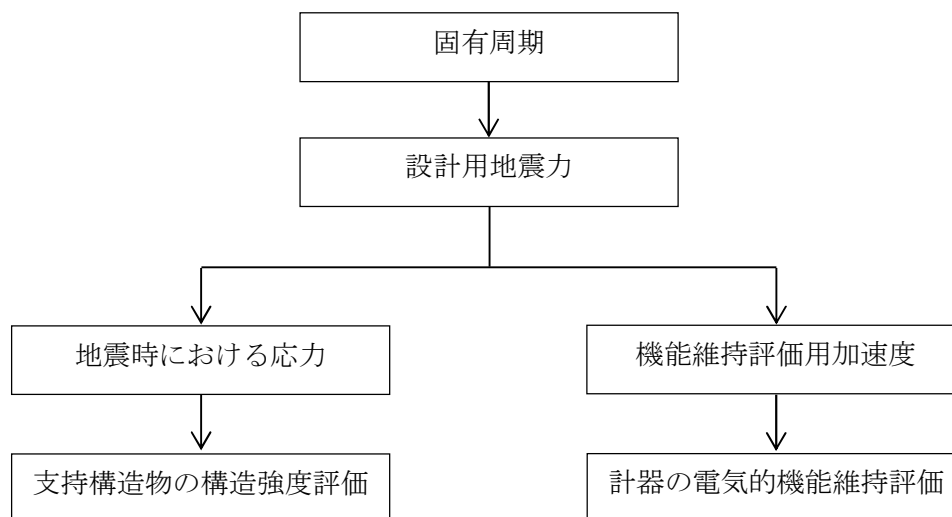 固有周期
設計用地震力
地震時における応力
機能維持評価用加速度
支持構造物の構造強度評価
計器の電気的機能維持評価